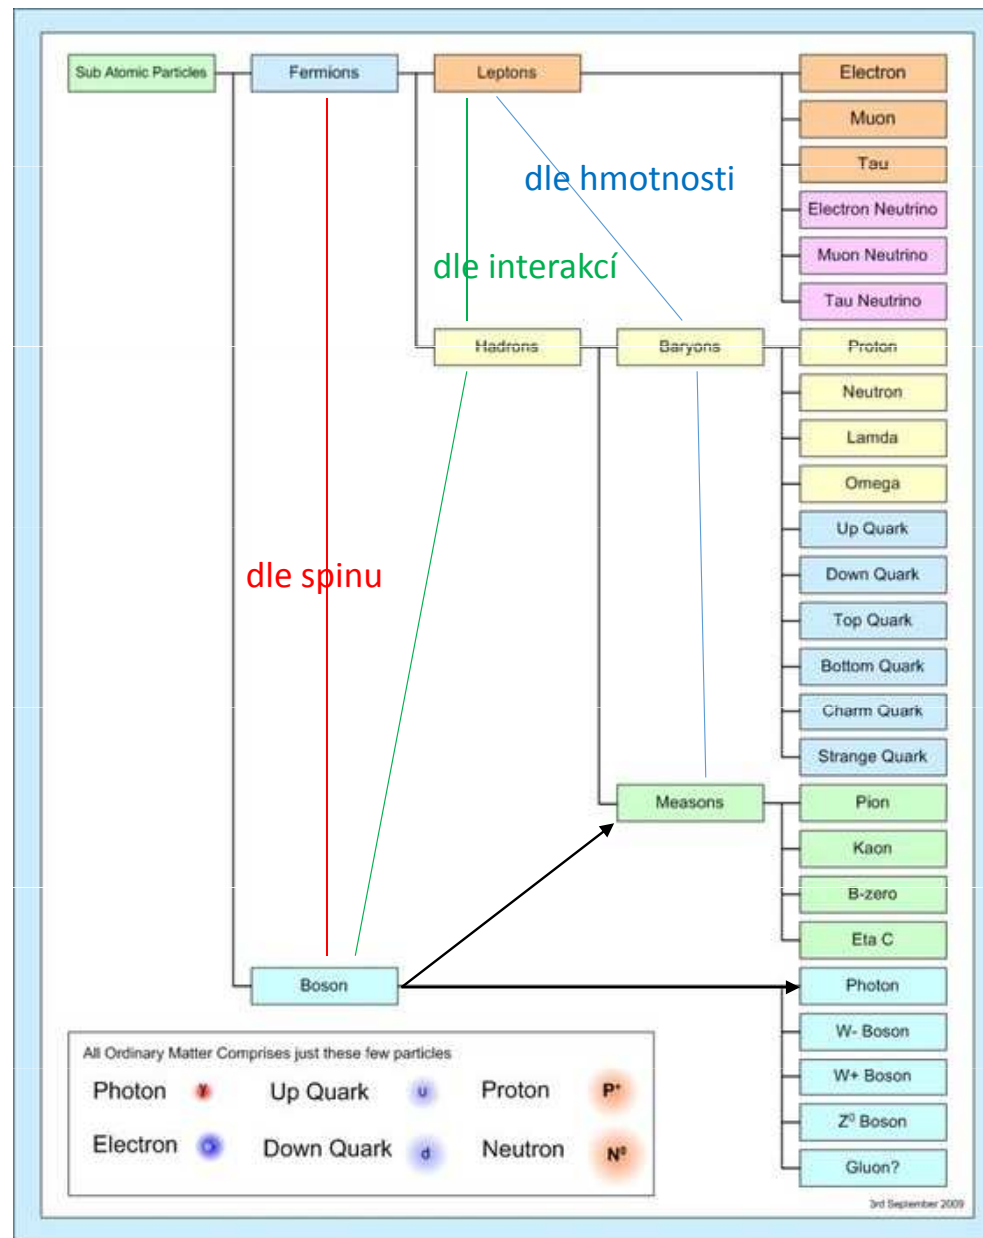 Sub Atomic Particles
Fermions
Leptons
Electron
Muon
Tau
dle hmotnosti
Electron Neutrino
Muon Neutrino
dle interakcí
Tau Neutrino
Hadrons
Baryons
Proton
Neutron
Lamda
Omega
Up Quark
dle spinu
Down Quark
Top Quark
Bottom Quark
Charm Quark
Strange Quark
Measons
Pion
Kaon
B-zero
Eta C
Boson
Photon
W- Boson
W+ Boson
Z⁰ Boson
Gluon?
All Ordinary Matter Comprises just these few particles
Photon γ Up Quark u Proton P⁺
Electron Down Quark d Neutron N⁰
3rd September 2009